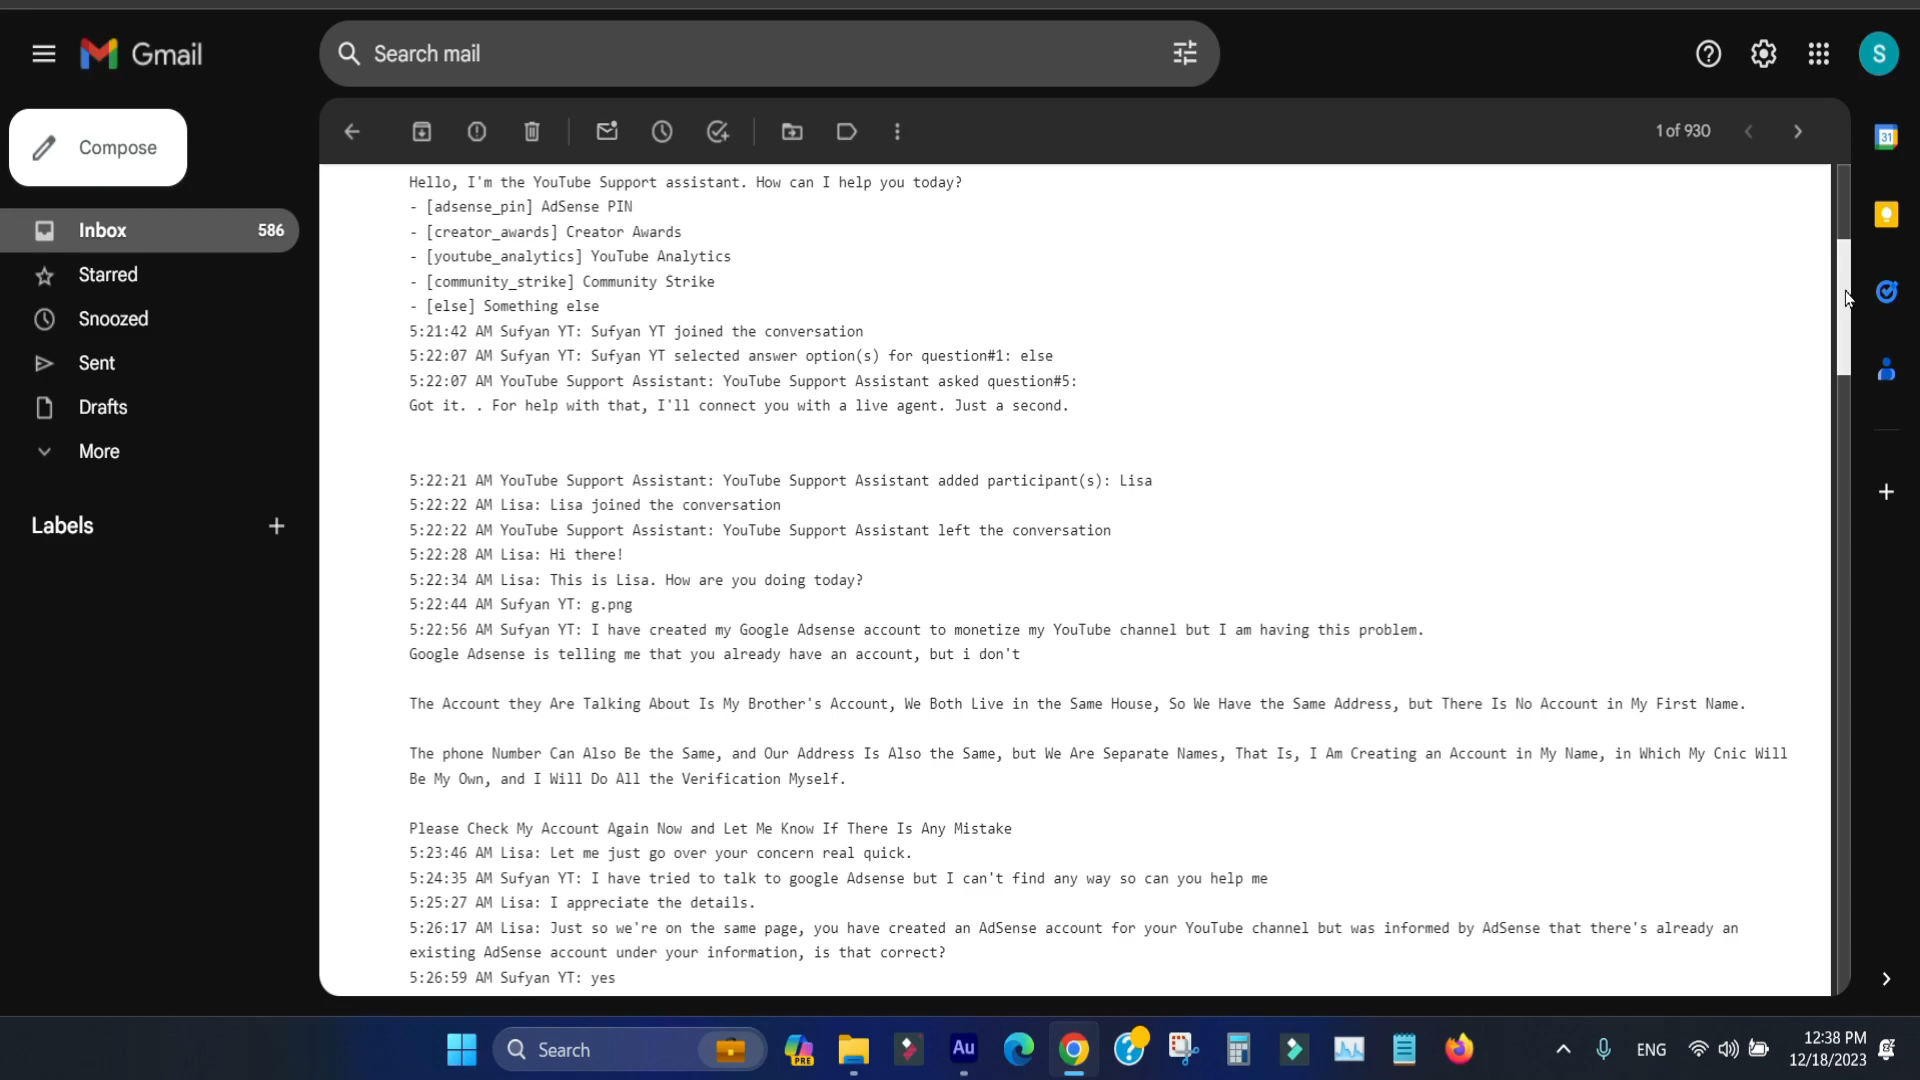 Gmail
Search mail
1 of 930
S
Compose
Inbox 586
Starred
Snoozed
Sent
Drafts
More
Labels
Hello, I'm the YouTube Support assistant. How can I help you today?
- [adsense_pin] AdSense PIN
- [creator_awards] Creator Awards
- [youtube_analytics] YouTube Analytics
- [community_strike] Community Strike
- [else] Something else
5:21:42 AM Sufyan YT: Sufyan YT joined the conversation
5:22:07 AM Sufyan YT: Sufyan YT selected answer option(s) for question#1: else
5:22:07 AM YouTube Support Assistant: YouTube Support Assistant asked question#5:
Got it. . For help with that, I'll connect you with a live agent. Just a second.
5:22:21 AM YouTube Support Assistant: YouTube Support Assistant added participant(s): Lisa
5:22:22 AM Lisa: Lisa joined the conversation
5:22:22 AM YouTube Support Assistant: YouTube Support Assistant left the conversation
5:22:28 AM Lisa: Hi there!
5:22:34 AM Lisa: This is Lisa. How are you doing today?
5:22:44 AM Sufyan YT: g.png
5:22:56 AM Sufyan YT: I have created my Google Adsense account to monetize my YouTube channel but I am having this problem.
Google Adsense is telling me that you already have an account, but i don't
The Account they Are Talking About Is My Brother's Account, We Both Live in the Same House, So We Have the Same Address, but There Is No Account in My First Name.
The phone Number Can Also Be the Same, and Our Address Is Also the Same, but We Are Separate Names, That Is, I Am Creating an Account in My Name, in Which My Cnic Will
Be My Own, and I Will Do All the Verification Myself.
Please Check My Account Again Now and Let Me Know If There Is Any Mistake
5:23:46 AM Lisa: Let me just go over your concern real quick.
5:24:35 AM Sufyan YT: I have tried to talk to google Adsense but I can't find any way so can you help me
5:25:27 AM Lisa: I appreciate the details.
5:26:17 AM Lisa: Just so we're on the same page, you have created an AdSense account for your YouTube channel but was informed by AdSense that there's already an
existing AdSense account under your information, is that correct?
5:26:59 AM Sufyan YT: yes
31
Search
PRE
Au
ENG
12:38 PM
12/18/2023